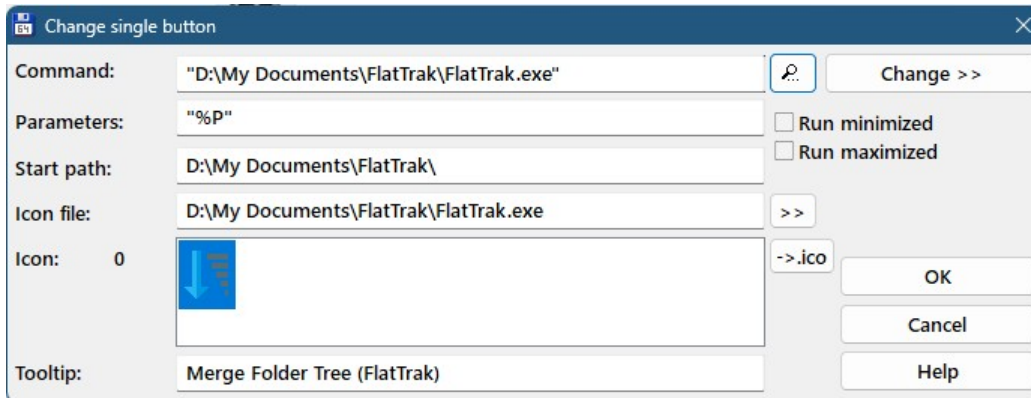 Change single button
Command: "D:\My Documents\FlatTrak\FlatTrak.exe" Change >>
Parameters: "%P" Run minimized
Run maximized
Start path: D:\My Documents\FlatTrak\
Icon file: D:\My Documents\FlatTrak\FlatTrak.exe >>
Icon: 0 ->.ico
OK
Cancel
Tooltip: Merge Folder Tree (FlatTrak) Help